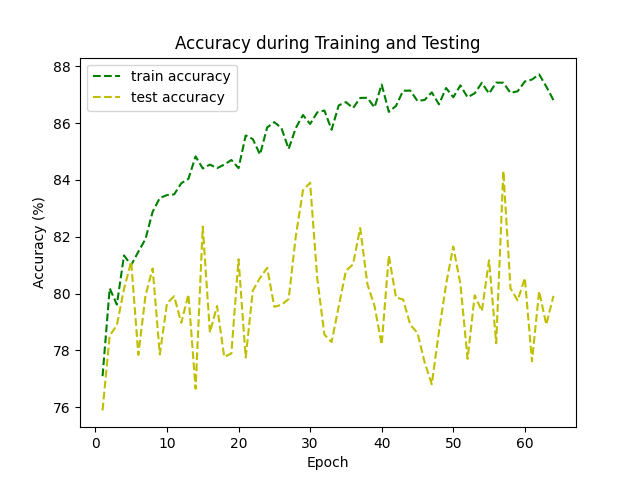 Accuracy during Training and Testing
train accuracy
test accuracy
88
86
84
82
80
78
76
Accuracy (%)
0 10 20 30 40 50 60
Epoch